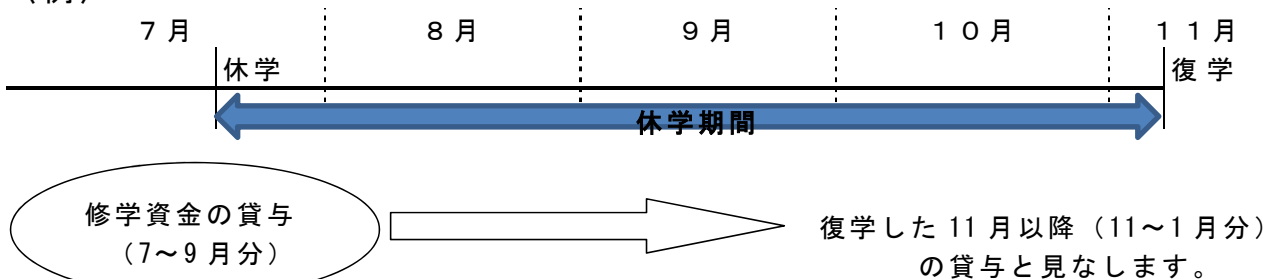 (例)
7月 8月 9月 10月 11月
休学 復学
休学期間
修学資金の貸与
(7~9月分)
復学した11月以降(11~1月分)
の貸与と見なします。